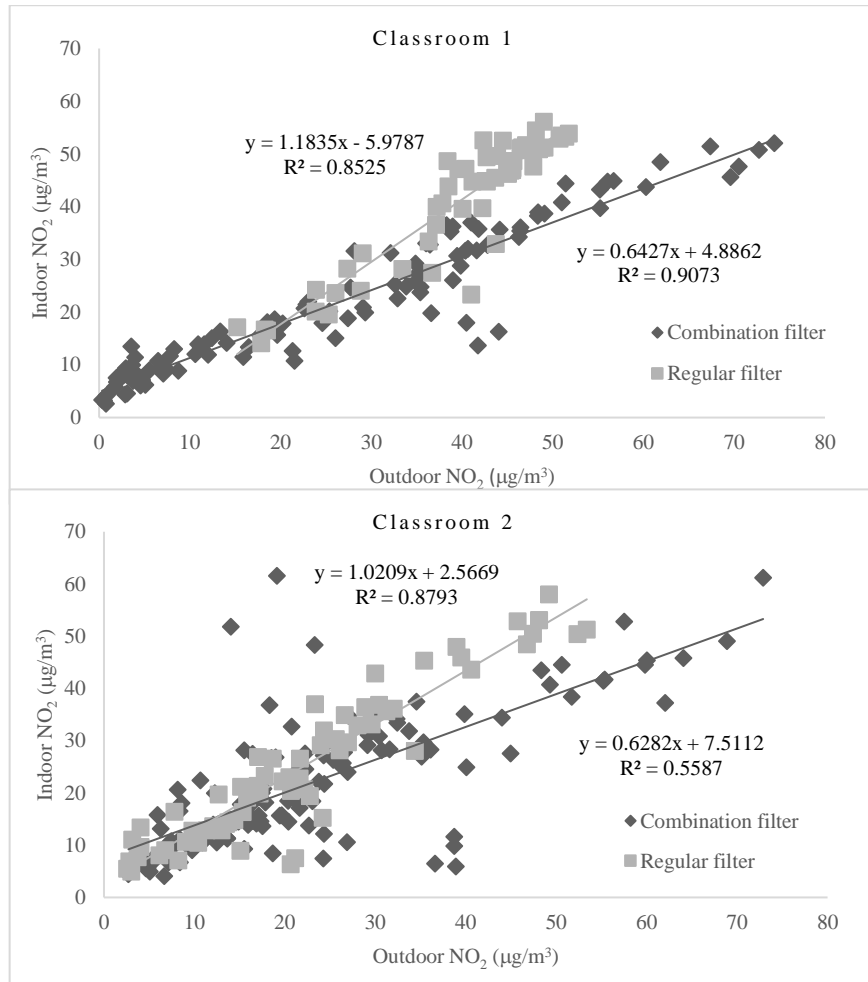 Classroom 1
70
60
50
40
30
20
10
0
Indoor NO₂ (µg/m³)
y = 1.1835x - 5.9787
R² = 0.8525
y = 0.6427x + 4.8862
R² = 0.9073
Combination filter
Regular filter
0 10 20 30 40 50 60 70 80
Outdoor NO₂ (µg/m³)
Classroom 2
70
60
50
40
30
20
10
0
Indoor NO₂ (µg/m³)
y = 1.0209x + 2.5669
R² = 0.8793
y = 0.6282x + 7.5112
R² = 0.5587
Combination filter
Regular filter
0 10 20 30 40 50 60 70 80
Outdoor NO₂ (µg/m³)